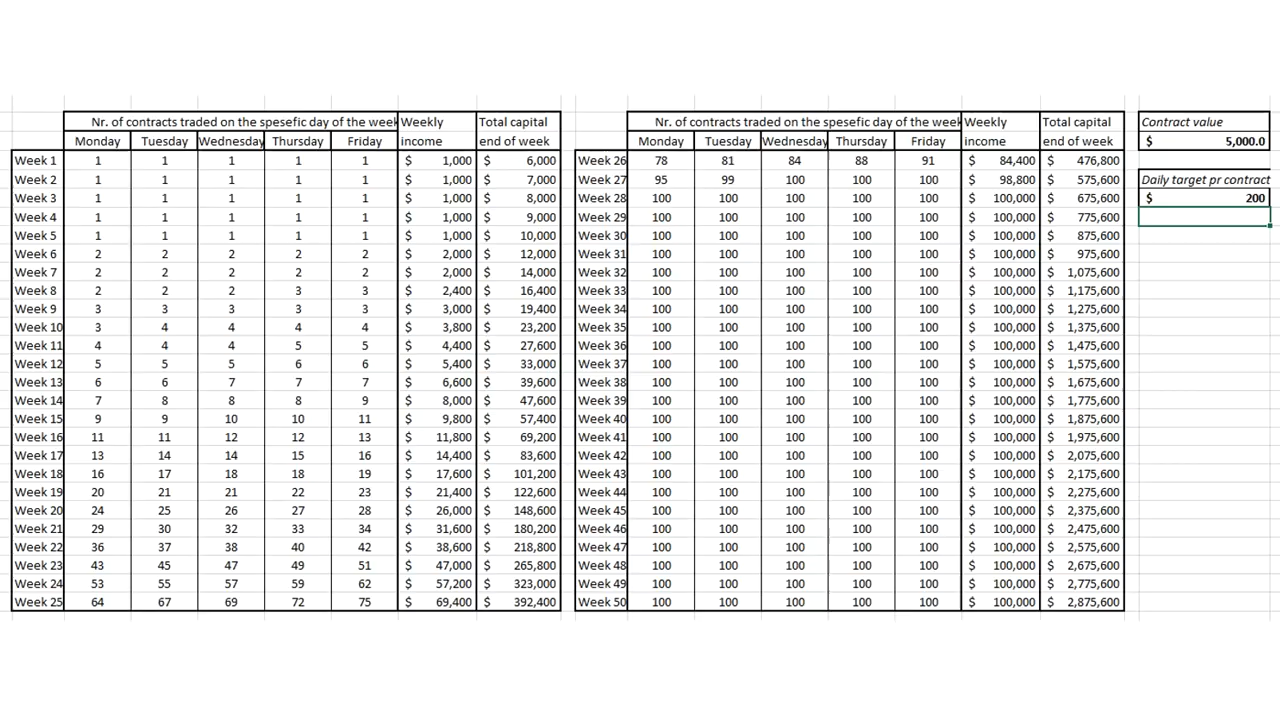 Nr. of contracts traded on the spesefic day of the week Weekly Total capital Nr. of contracts traded on the spesefic day of the week Weekly Total capital Contract value
Monday Tuesday Wednesday Thursday Friday income end of week Monday Tuesday Wednesday Thursday Friday income end of week $ 5,000.0
Week 1 1 1 1 1 1 $ 1,000 $ 6,000 Week 26 78 81 84 88 91 $ 84,400 $ 476,800
Week 2 1 1 1 1 1 $ 1,000 $ 7,000 Week 27 95 99 100 100 100 $ 98,800 $ 575,600 Daily target pr contract
Week 3 1 1 1 1 1 $ 1,000 $ 8,000 Week 28 100 100 100 100 100 $ 100,000 $ 675,600 $ 200
Week 4 1 1 1 1 1 $ 1,000 $ 9,000 Week 29 100 100 100 100 100 $ 100,000 $ 775,600
Week 5 1 1 1 1 1 $ 1,000 $ 10,000 Week 30 100 100 100 100 100 $ 100,000 $ 875,600
Week 6 2 2 2 2 2 $ 2,000 $ 12,000 Week 31 100 100 100 100 100 $ 100,000 $ 975,600
Week 7 2 2 2 2 2 $ 2,000 $ 14,000 Week 32 100 100 100 100 100 $ 100,000 $ 1,075,600
Week 8 2 2 2 3 3 $ 2,400 $ 16,400 Week 33 100 100 100 100 100 $ 100,000 $ 1,175,600
Week 9 3 3 3 3 3 $ 3,000 $ 19,400 Week 34 100 100 100 100 100 $ 100,000 $ 1,275,600
Week 10 3 4 4 4 4 $ 3,800 $ 23,200 Week 35 100 100 100 100 100 $ 100,000 $ 1,375,600
Week 11 4 4 4 5 5 $ 4,400 $ 27,600 Week 36 100 100 100 100 100 $ 100,000 $ 1,475,600
Week 12 5 5 5 6 6 $ 5,400 $ 33,000 Week 37 100 100 100 100 100 $ 100,000 $ 1,575,600
Week 13 6 6 7 7 7 $ 6,600 $ 39,600 Week 38 100 100 100 100 100 $ 100,000 $ 1,675,600
Week 14 7 8 8 8 9 $ 8,000 $ 47,600 Week 39 100 100 100 100 100 $ 100,000 $ 1,775,600
Week 15 9 9 10 10 11 $ 9,800 $ 57,400 Week 40 100 100 100 100 100 $ 100,000 $ 1,875,600
Week 16 11 11 12 12 13 $ 11,800 $ 69,200 Week 41 100 100 100 100 100 $ 100,000 $ 1,975,600
Week 17 13 14 14 15 16 $ 14,400 $ 83,600 Week 42 100 100 100 100 100 $ 100,000 $ 2,075,600
Week 18 16 17 18 18 19 $ 17,600 $ 101,200 Week 43 100 100 100 100 100 $ 100,000 $ 2,175,600
Week 19 20 21 21 22 23 $ 21,400 $ 122,600 Week 44 100 100 100 100 100 $ 100,000 $ 2,275,600
Week 20 24 25 26 27 28 $ 26,000 $ 148,600 Week 45 100 100 100 100 100 $ 100,000 $ 2,375,600
Week 21 29 30 32 33 34 $ 31,600 $ 180,200 Week 46 100 100 100 100 100 $ 100,000 $ 2,475,600
Week 22 36 37 38 40 42 $ 38,600 $ 218,800 Week 47 100 100 100 100 100 $ 100,000 $ 2,575,600
Week 23 43 45 47 49 51 $ 47,000 $ 265,800 Week 48 100 100 100 100 100 $ 100,000 $ 2,675,600
Week 24 53 55 57 59 62 $ 57,200 $ 323,000 Week 49 100 100 100 100 100 $ 100,000 $ 2,775,600
Week 25 64 67 69 72 75 $ 69,400 $ 392,400 Week 50 100 100 100 100 100 $ 100,000 $ 2,875,600